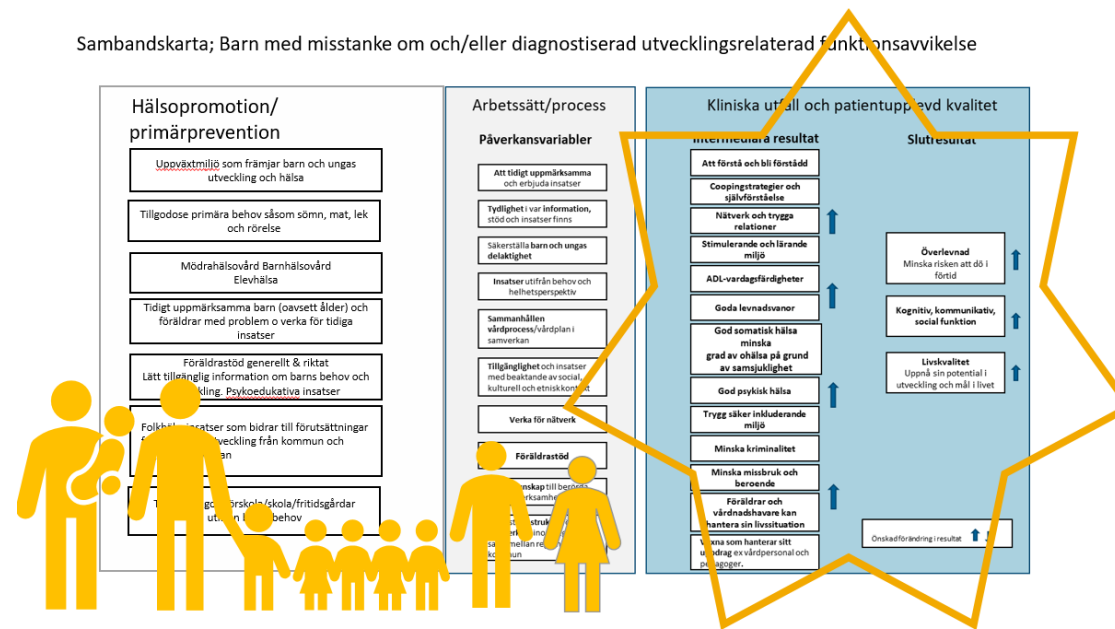 Sambandskarta; Barn med misstanke om och/eller diagnostiserad utvecklingsrelaterad funktionsavvikelse
Hälsopromotion/
primärprevention
Uppväxtmiljö som främjar barn och ungas
utveckling och hälsa
Tillgodose primära behov såsom sömn, mat, lek
och rörelse
Mödrahälsovård Barnhälsovård
Elevhälsa
Tidigt uppmärksamma barn (oavsett ålder) och
föräldrar med problem o verka för tidiga
insatser
Föräldrastöd generellt & riktat
Lätt tillgänglig information om barns behov och
Psykoedukativa insatser
som bidrar till förutsättningar
från kommun och
utifrån behov
Arbetssätt/process
Påverkansvariabler
Att tidigt uppmärksamma
och erbjuda insatser
Tydlighet i var information,
stöd och insatser finns
Säkerställa barn och ungas
delaktighet
Insatser utifrån behov och
helhetsperspektiv
Sammanhållen
vårdprocess/vårdplan i
samverkan
Tillgänglighet och insatser
med beaktande av social,
kulturell och etnisk kontext
Verka för nätverk
Föräldrastöd
till
Kliniska utfall och patientupplevd kvalitet
Intermediära resultat
Att förstå och bli förstådd
Copingstrategier och
självförståelse
Nätverk och trygga
relationer
Stimulerande och lärande
miljö
ADL-vardagsfärdigheter
Goda levnadsvanor
God somatisk hälsa
minska
grad av ohälsa på grund
av samsjuklighet
God psykisk hälsa
Trygg säker inkluderande
miljö
Minska kriminalitet
Minska missbruk och
beroende
Föräldrar och
vårdnadshavare kan
hantera sin livssituation
Vuxna som hanterar sitt
uppdrag ex vårdpersonal och
pedagoger.
Slutresultat
Överlevnad
Minska risken att dö i
förtid
Kognitiv, kommunikativ,
social funktion
Livskvalitet
Uppnå sin potential i
utveckling och mål i livet
Önskad förändring i resultat